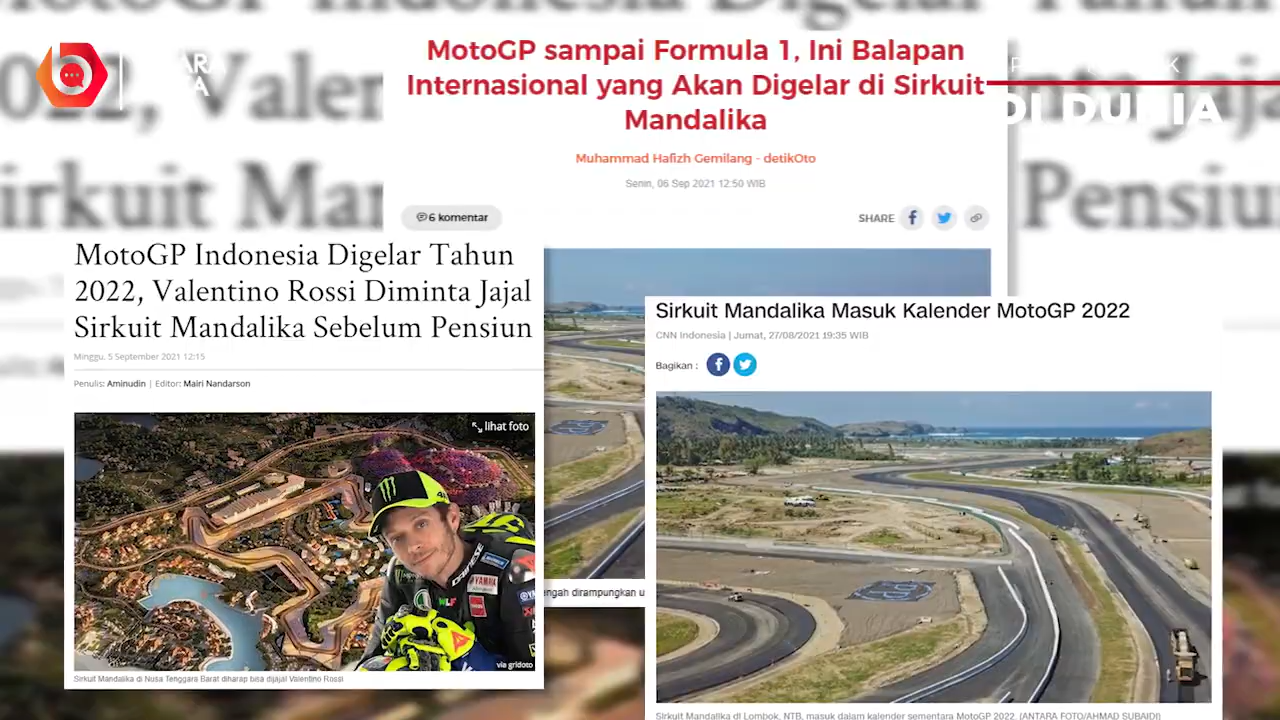 MotoGP sampai Formula 1, Ini Balapan
Internasional yang Akan Digelar di Sirkuit
Mandalika
Muhammad Hafizh Gemilang - detikOto
Senin, 06 Sep 2021 12:50 WIB
6 komentar
SHARE
DI DUNIA
MotoGP Indonesia Digelar Tahun
2022, Valentino Rossi Diminta Jajal
Sirkuit Mandalika Sebelum Pensiun
Minggu, 5 September 2021 12:15
Penulis: Aminudin | Editor: Mairi Nandarson
lihat foto
via gridoto
Sirkuit Mandalika di Nusa Tenggara Barat diharap bisa dijajal Valentino Rossi
engah dirampungkan u
Sirkuit Mandalika Masuk Kalender MotoGP 2022
CNN Indonesia | Jumat, 27/08/2021 19:35 WIB
Bagikan :
Sirkuit Mandalika di Lombok, NTB, masuk dalam kalender sementara MotoGP 2022. (ANTARA FOTO/AHMAD SUBAIDI)